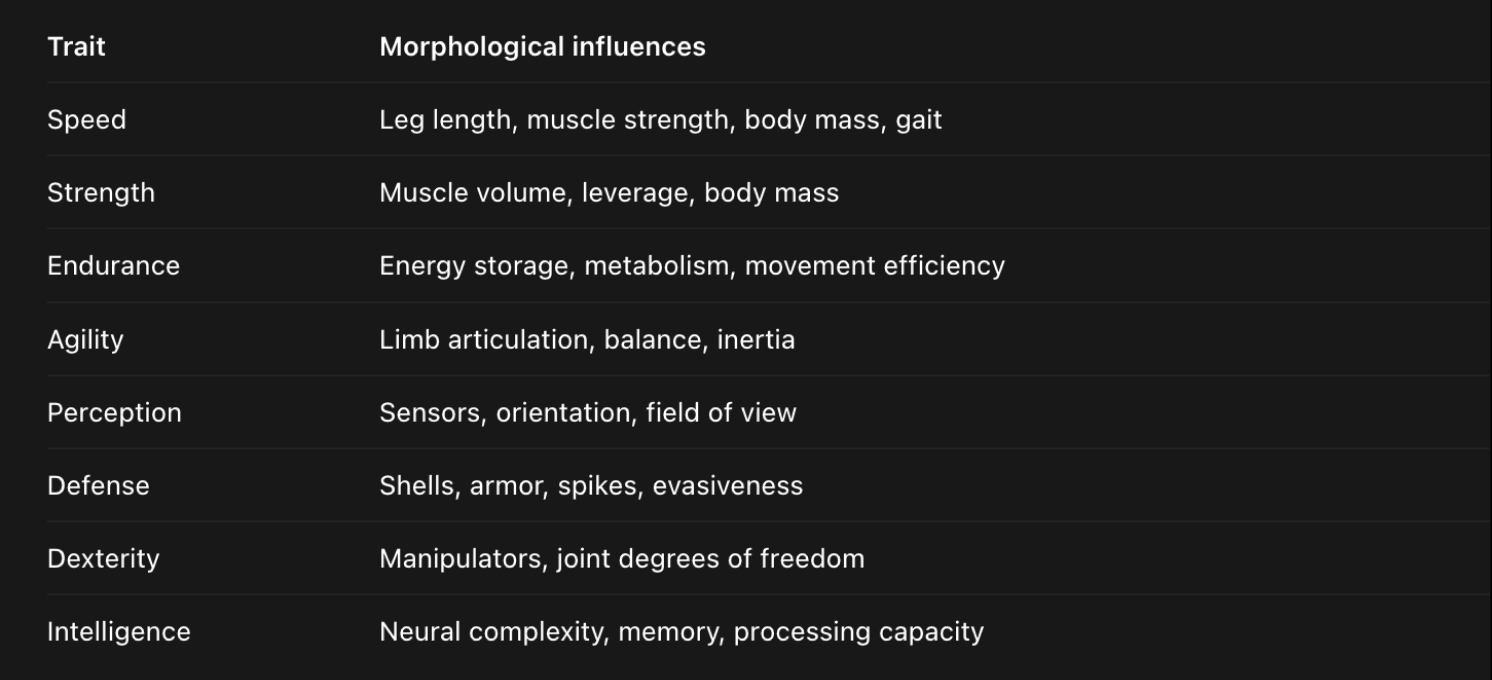 Trait Morphological influences
Speed Leg length, muscle strength, body mass, gait
Strength Muscle volume, leverage, body mass
Endurance Energy storage, metabolism, movement efficiency
Agility Limb articulation, balance, inertia
Perception Sensors, orientation, field of view
Defense Shells, armor, spikes, evasiveness
Dexterity Manipulators, joint degrees of freedom
Intelligence Neural complexity, memory, processing capacity